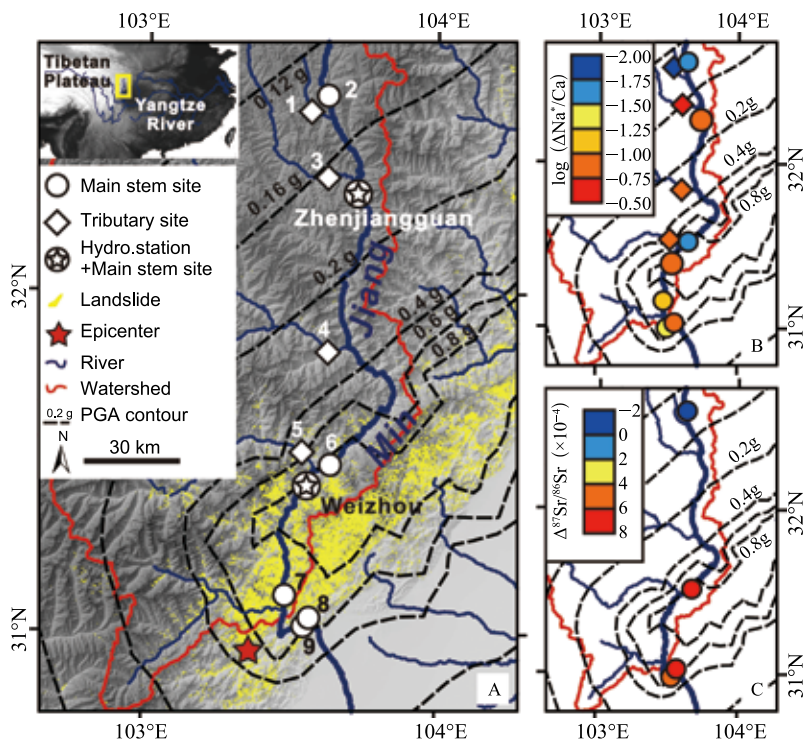 103°E
104°E
Tibetan
Plateau
Yangtze
River
Main stem site
Tributary site
Hydro.station
+Main stem site
Landslide
Epicenter
River
Watershed
0.2 g PGA contour
N
30 km
0.12 g
1
2
3
0.16 g
Zhenjiangguan
0.2 g
Jiang
0.4 g
0.6 g
0.8 g
4
Min
5
6
Weizhou
7
8
9
A
32°N
31°N
103°E
104°E
103°E
104°E
log (ΔNa*/Ca)
−2.00
−1.75
−1.50
−1.25
−1.00
−0.75
−0.50
0.2g
0.4g
0.8g
B
32°N
31°N
Δ⁸⁷Sr/⁸⁶Sr (×10⁻⁴)
−2
0
2
4
6
8
0.2g
0.4g
0.8g
C
32°N
31°N
103°E
104°E